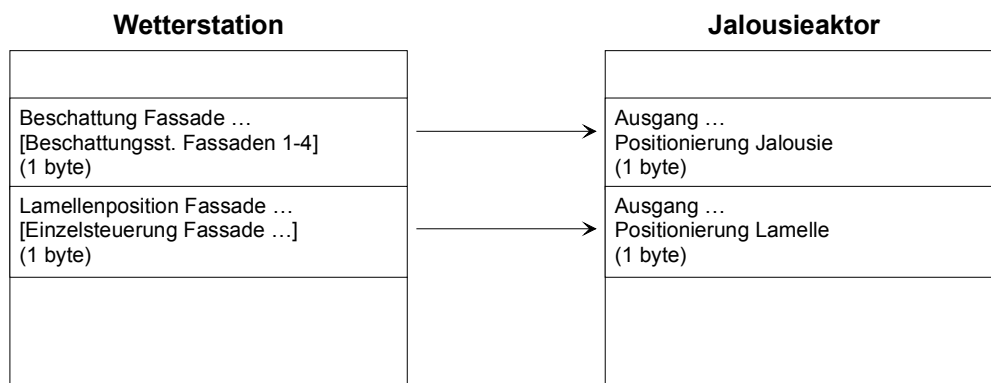 Wetterstation
Jalousieaktor
Beschattung Fassade …
[Beschattungsst. Fassaden 1-4]
(1 byte)
Ausgang …
Positionierung Jalousie
(1 byte)
Lamellenposition Fassade …
[Einzelsteuerung Fassade …]
(1 byte)
Ausgang …
Positionierung Lamelle
(1 byte)